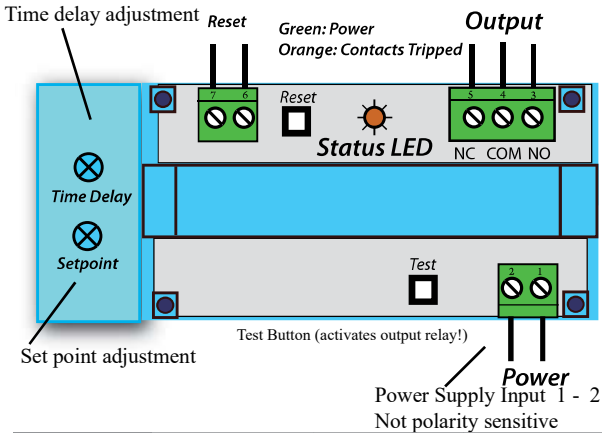 Time delay adjustment
Reset
Green: Power
Orange: Contacts Tripped
Output
7 6
Reset
5 4 3
Status LED
NC COM NO
Time Delay
Setpoint
Test
2 1
Test Button (activates output relay!)
Set point adjustment
Power
Power Supply Input 1 - 2
Not polarity sensitive